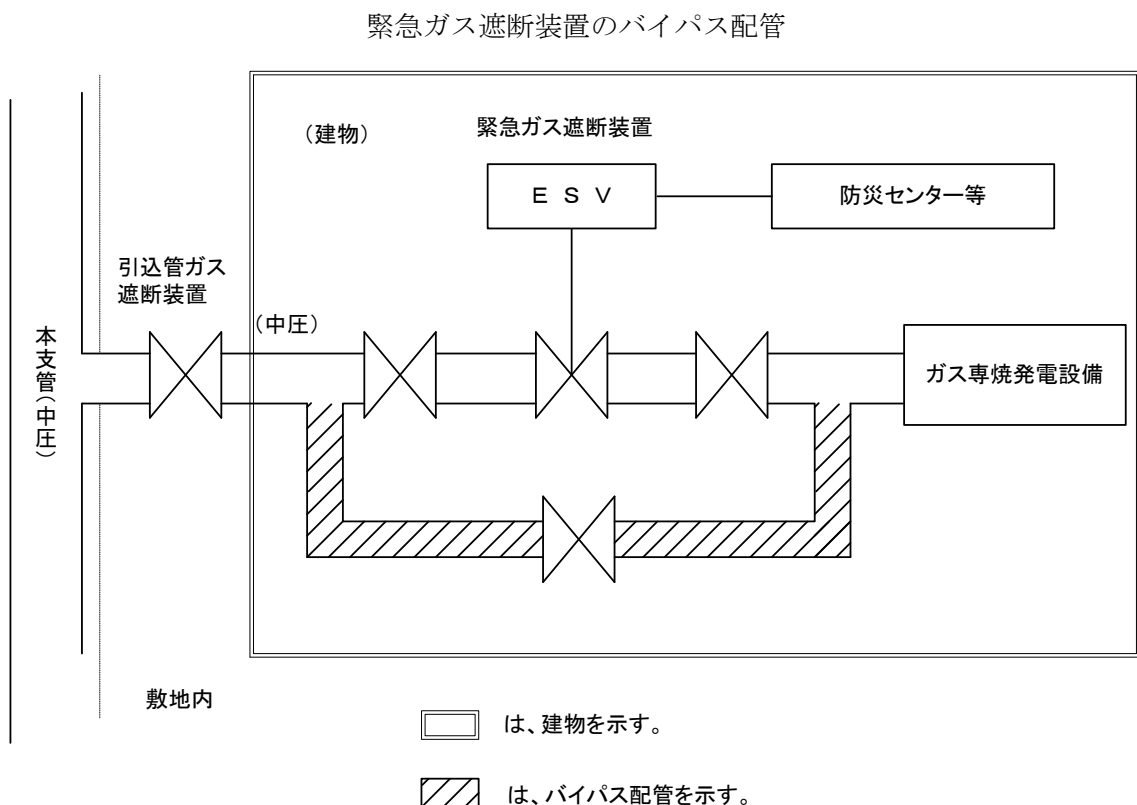 緊急ガス遮断装置のバイパス配管
（建物）
緊急ガス遮断装置
ＥＳＶ
防災センター等
引込管ガス
遮断装置
（中圧）
本支管（中圧）
ガス専焼発電設備
敷地内
は、建物を示す。
は、バイパス配管を示す。